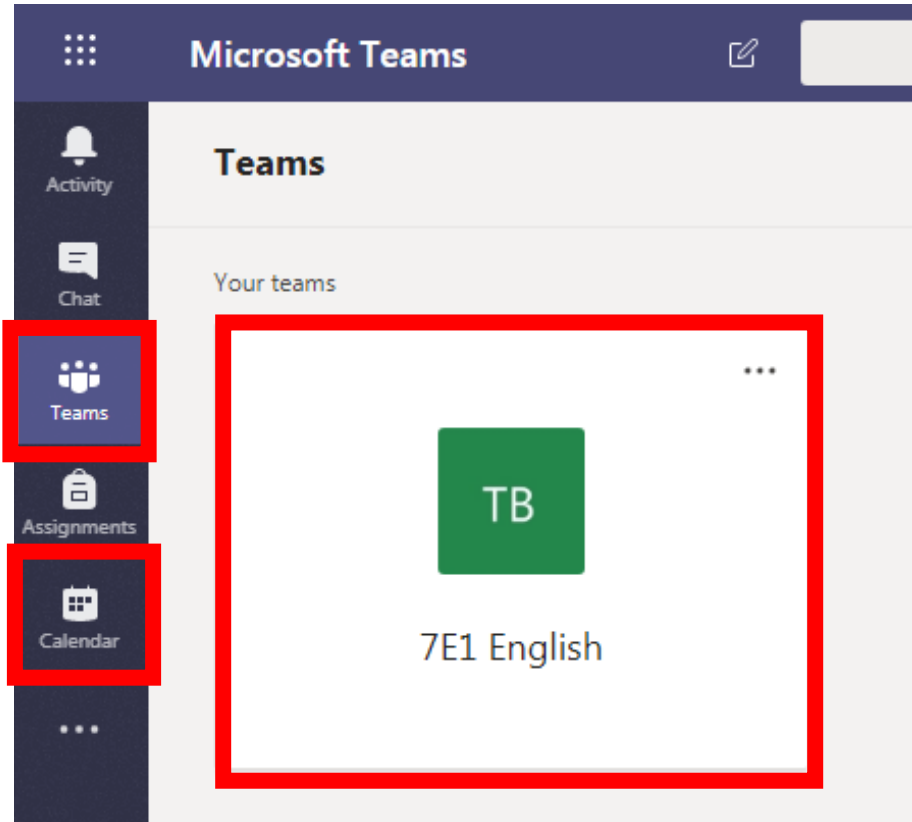 Microsoft Teams
Activity
Teams
Chat
Your teams
Teams
Assignments
TB
Calendar
7E1 English